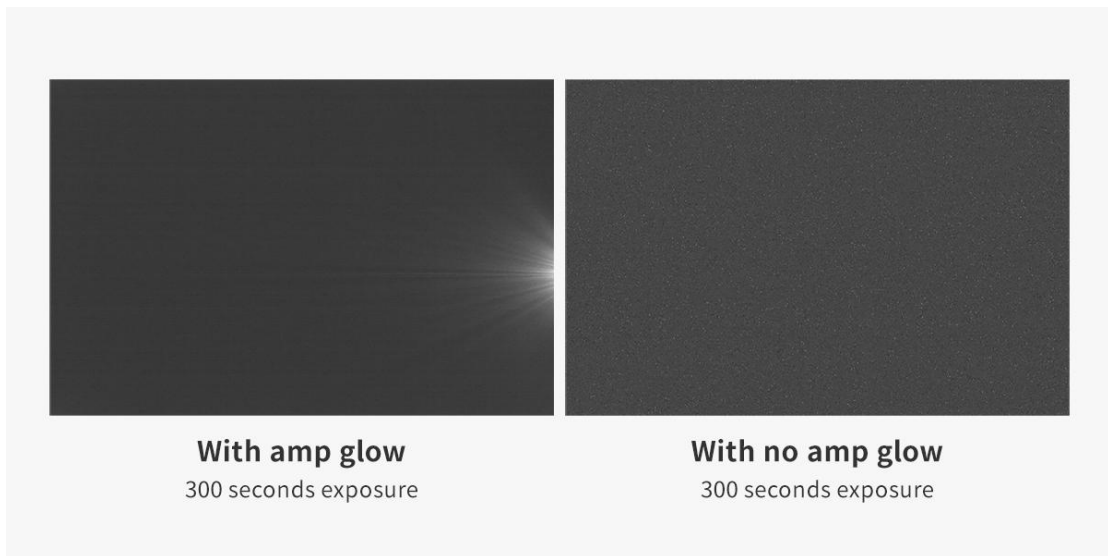 With amp glow
300 seconds exposure
With no amp glow
300 seconds exposure